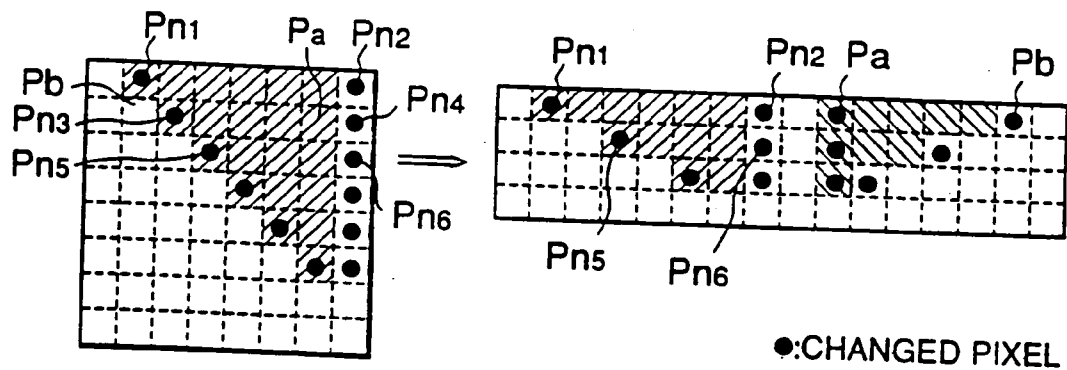 Pn1
Pa
Pn2
Pb
Pn3
Pn4
Pn5
Pn6
Pn1
Pn2
Pa
Pb
Pn5
Pn6
●:CHANGED PIXEL